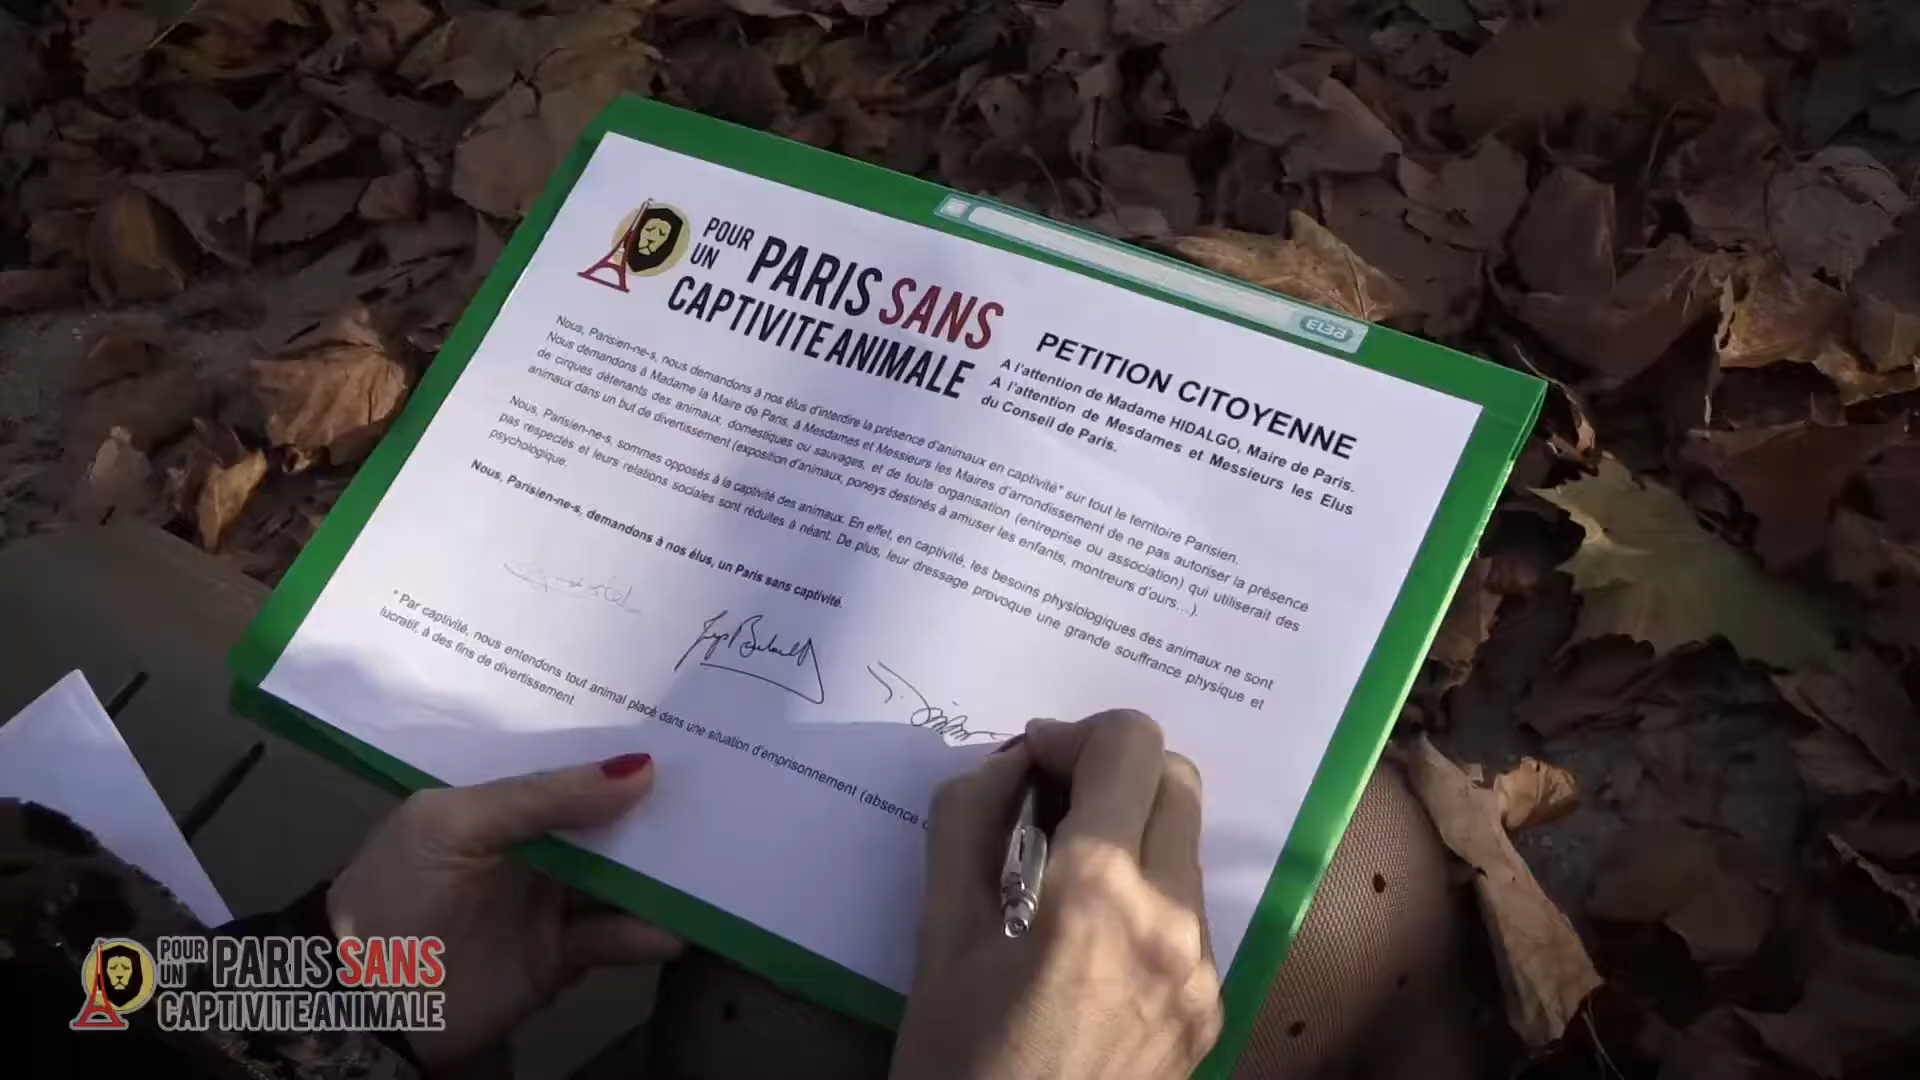 POUR UN PARIS SANS
CAPTIVITE ANIMALE
ELBA
PETITION CITOYENNE
A l'attention de Madame HIDALGO, Maire de Paris.
A l'attention de Mesdames et Messieurs les Elus
du Conseil de Paris.
Nous, Parisien-ne-s, nous demandons à nos élus d'interdire la présence d'animaux en captivité* sur tout le territoire Parisien.
Nous demandons à Madame la Maire de Paris, à Mesdames et Messieurs les Maires d'arrondissement de ne pas autoriser la présence
de cirques détenants des animaux, domestiques ou sauvages, et de toute organisation (entreprise ou association) qui utiliserait des
animaux dans un but de divertissement (exposition d'animaux, poneys destinés à amuser les enfants, montreurs d'ours...).
Nous, Parisien-ne-s, sommes opposés à la captivité des animaux. En effet, en captivité, les besoins physiologiques des animaux ne sont
pas respectés et leurs relations sociales sont réduites à néant. De plus, leur dressage provoque une grande souffrance physique et
psychologique.
Nous, Parisien-ne-s, demandons à nos élus, un Paris sans captivité.
* Par captivité, nous entendons tout animal placé dans une situation d'emprisonnement (absence
lucratif, à des fins de divertissement.
POUR UN PARIS SANS
CAPTIVITE ANIMALE